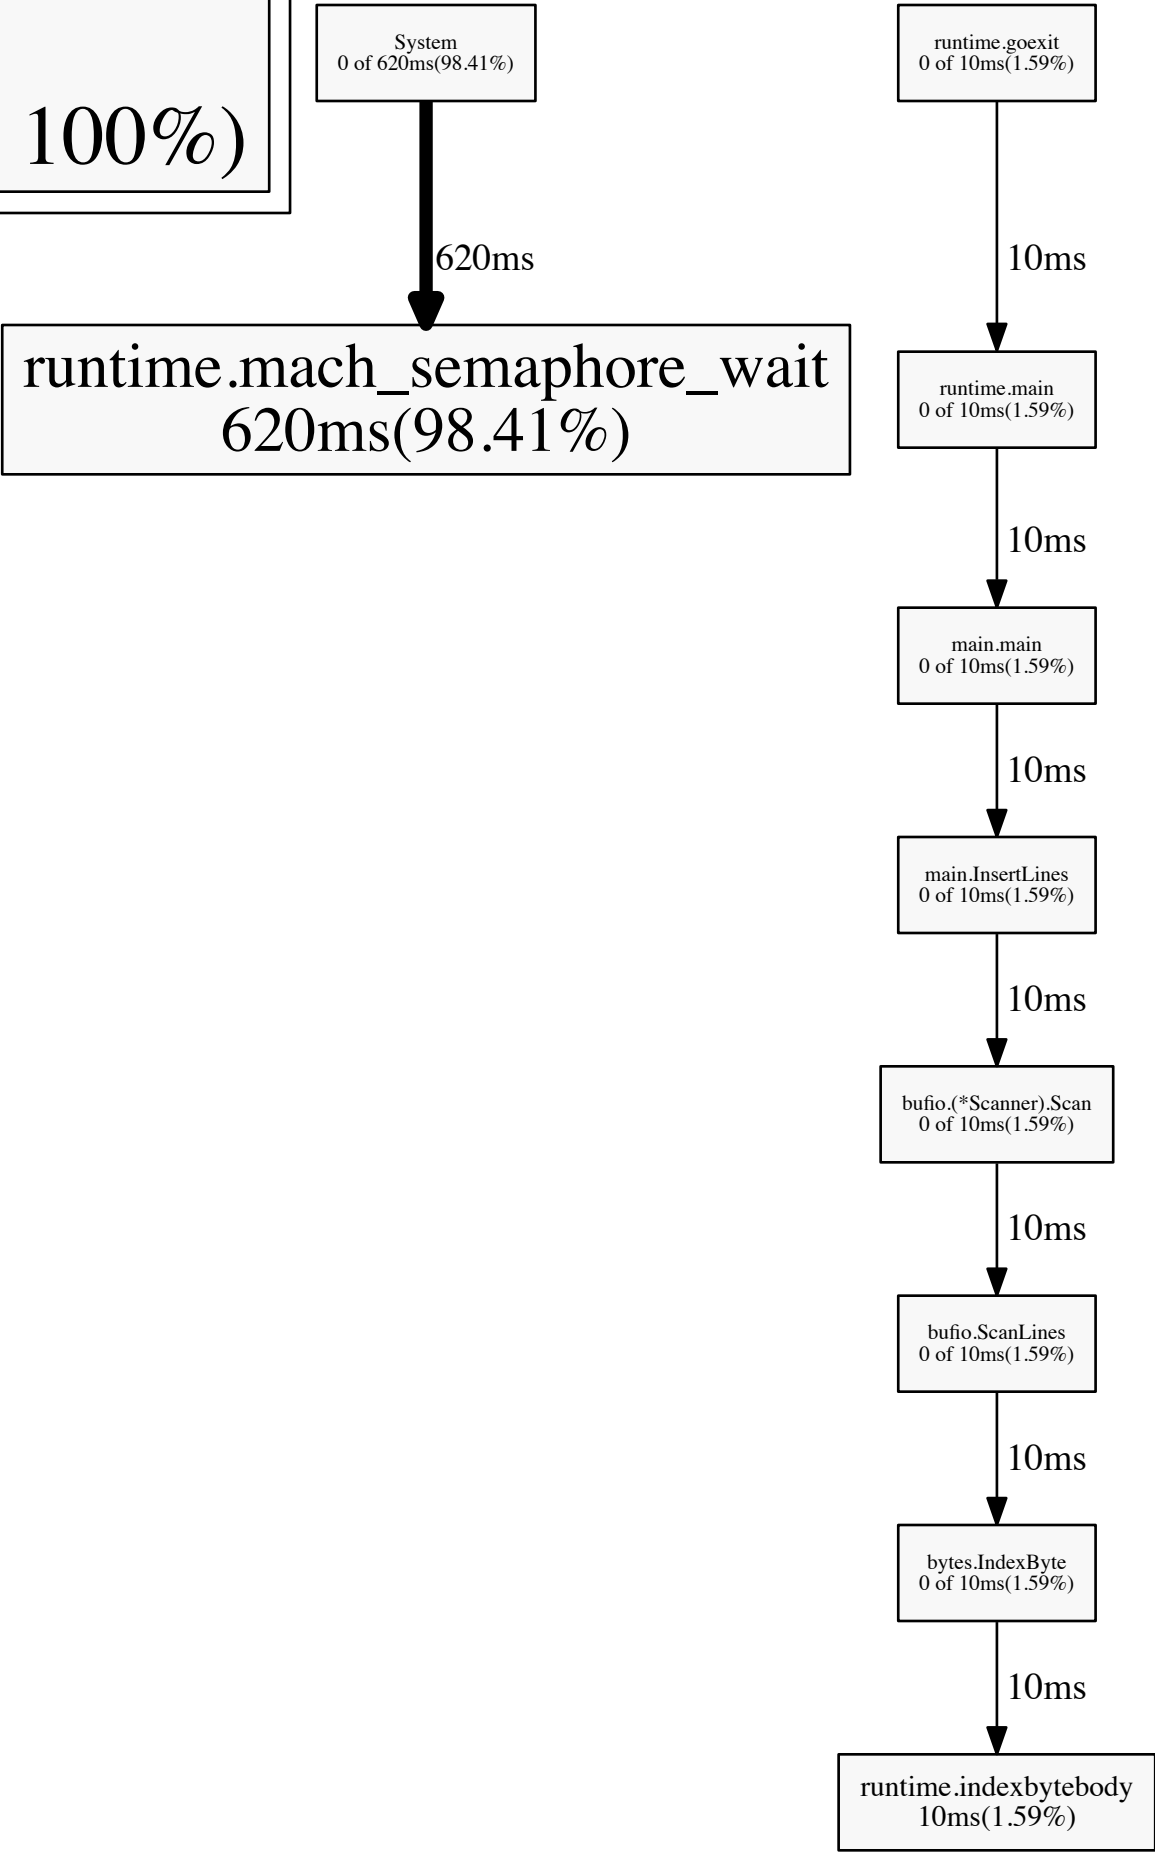 100%)
System
0 of 620ms(98.41%)
620ms
runtime.mach_semaphore_wait
620ms(98.41%)
runtime.goexit
0 of 10ms(1.59%)
10ms
runtime.main
0 of 10ms(1.59%)
10ms
main.main
0 of 10ms(1.59%)
10ms
main.InsertLines
0 of 10ms(1.59%)
10ms
bufio.(*Scanner).Scan
0 of 10ms(1.59%)
10ms
bufio.ScanLines
0 of 10ms(1.59%)
10ms
bytes.IndexByte
0 of 10ms(1.59%)
10ms
runtime.indexbytebody
10ms(1.59%)